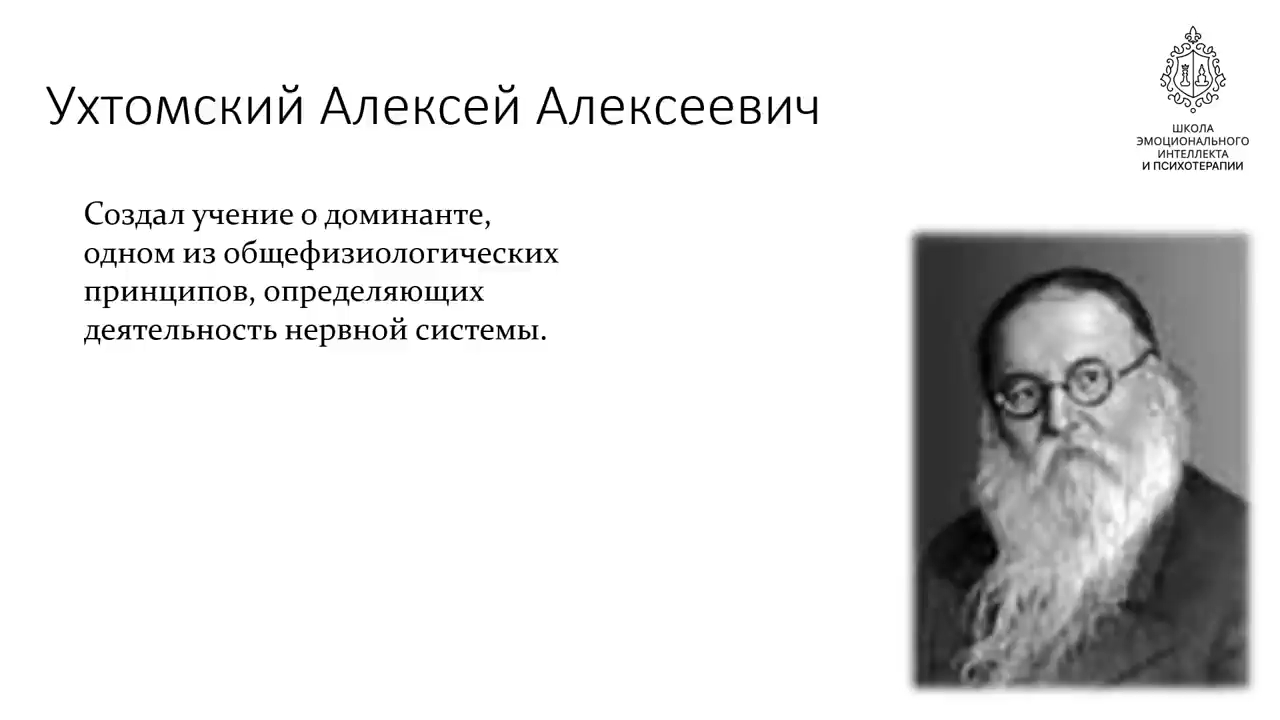 Ухтомский Алексей Алексеевич
ШКОЛА
ЭМОЦИОНАЛЬНОГО
ИНТЕЛЛЕКТА
И ПСИХОТЕРАПИИ
Создал учение о доминанте,
одном из общефизиологических
принципов, определяющих
деятельность нервной системы.